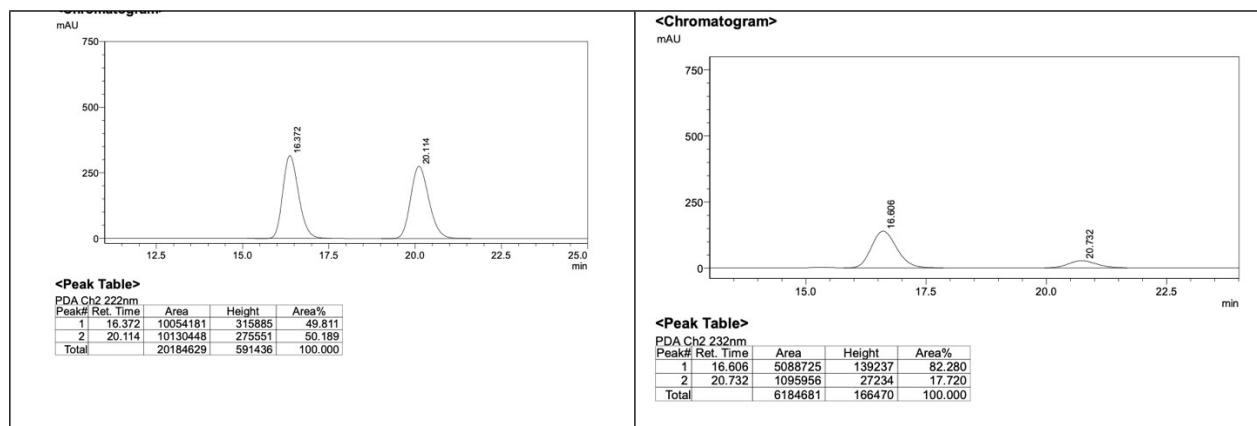 <Chromatogram>
mAU
750
500
250
0
16.372
20.114
12.5 15.0 17.5 20.0 22.5 25.0
min
<Peak Table>
PDA Ch2 222nm
Peak# Ret. Time Area Height Area%
1 16.372 10054181 315885 49.811
2 20.114 10130448 275551 50.189
Total 20184629 591436 100.000
<Chromatogram>
mAU
750
500
250
0
16.606
20.732
15.0 17.5 20.0 22.5
min
<Peak Table>
PDA Ch2 232nm
Peak# Ret. Time Area Height Area%
1 16.606 5088725 139237 82.280
2 20.732 1095956 27234 17.720
Total 6184681 166470 100.000